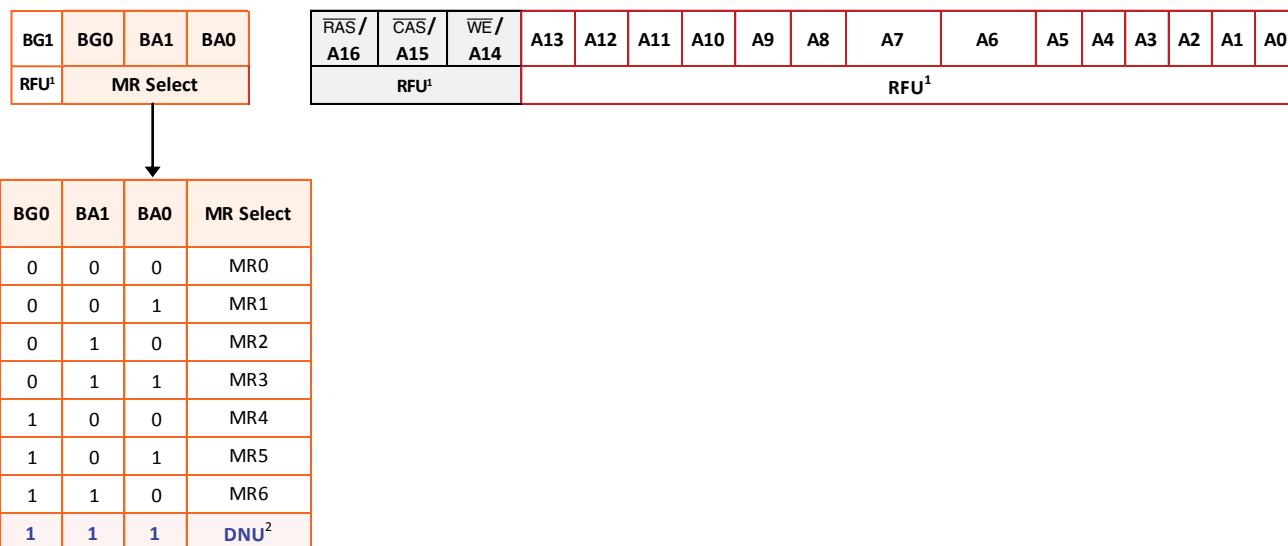 BG1 BG0 BA1 BA0 RAS/ A16 CAS/ A15 WE/ A14 A13 A12 A11 A10 A9 A8 A7 A6 A5 A4 A3 A2 A1 A0
RFU¹ MR Select RFU¹ RFU¹
BG0 BA1 BA0 MR Select
0 0 0 MR0
0 0 1 MR1
0 1 0 MR2
0 1 1 MR3
1 0 0 MR4
1 0 1 MR5
1 1 0 MR6
1 1 1 DNU²